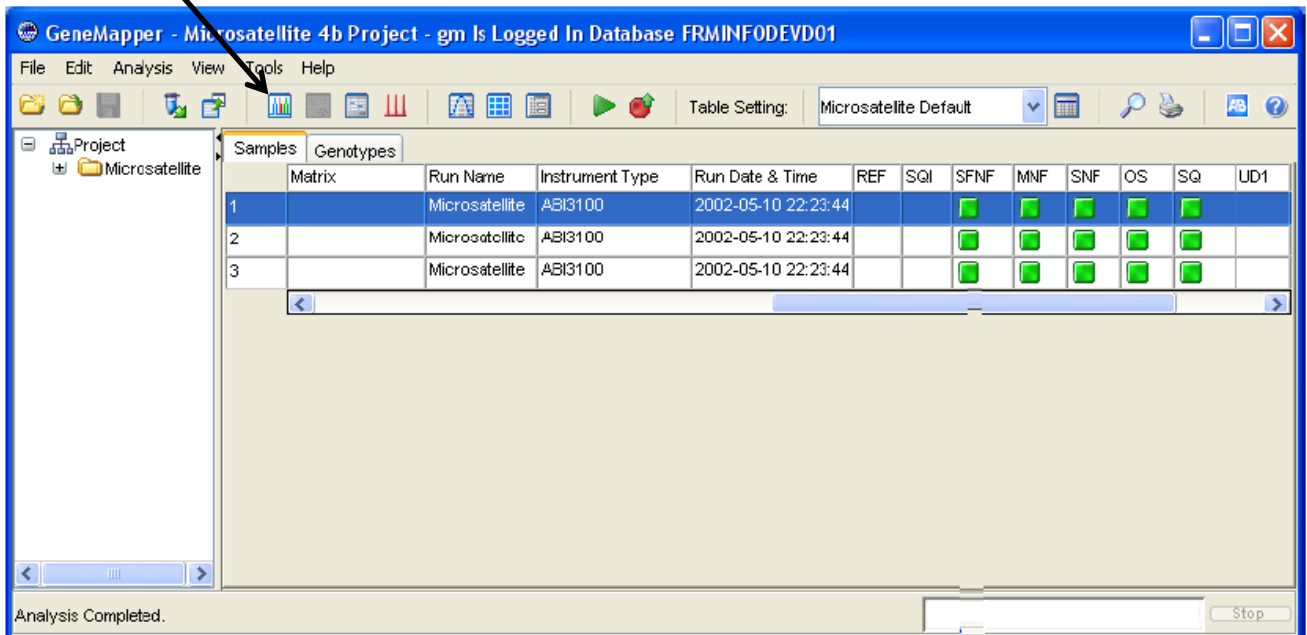 GeneMapper - Microsatellite 4b Project - gm Is Logged In Database FRMINFODEVD01
File Edit Analysis View Tools Help
Table Setting: Microsatellite Default AB ?
Project
Microsatellite
Samples Genotypes
Matrix Run Name Instrument Type Run Date & Time REF SQI SFNF MNF SNF OS SQ UD1
1 Microsatellite ABI3100 2002-05-10 22:23:44
2 Microsatellite ABI3100 2002-05-10 22:23:44
3 Microsatellite ABI3100 2002-05-10 22:23:44
Analysis Completed. Stop